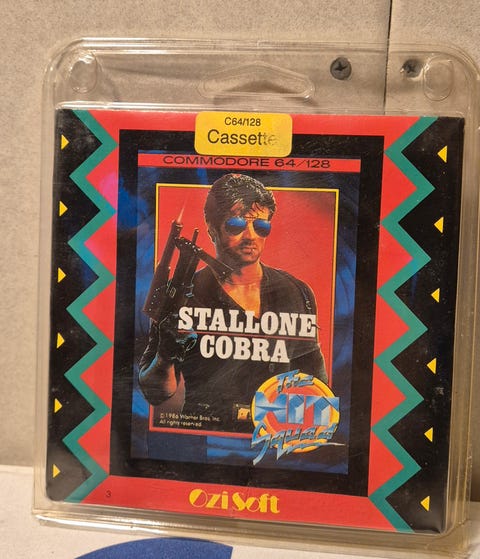 C64/128
Cassette
COMMODORE 64/128
STALLONE
COBRA
© 1986 Warner Bros. Inc.
All rights reserved.
The
HIT
Squad
3
OziSoft